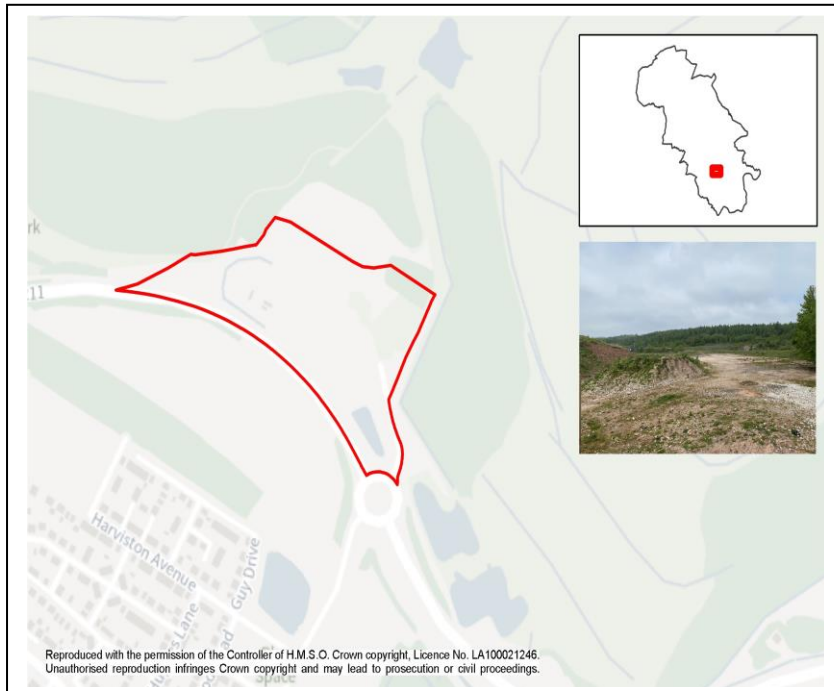 rk
Harviston Avenue
Guy Drive
Lane
Space
Reproduced with the permission of the Controller of H.M.S.O. Crown copyright, Licence No. LA100021246.
Unauthorised reproduction infringes Crown copyright and may lead to prosecution or civil proceedings.